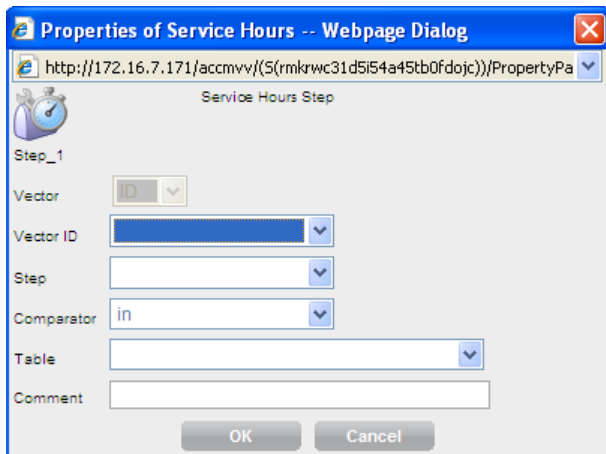 Properties of Service Hours -- Webpage Dialog
http://172.16.7.171/accmvv/(S(rmkrwc31d5i54a45tb0fdojc))/PropertyPa
Service Hours Step
Step_1
Vector ID
Vector ID
Step
Comparator in
Table
Comment
OK Cancel